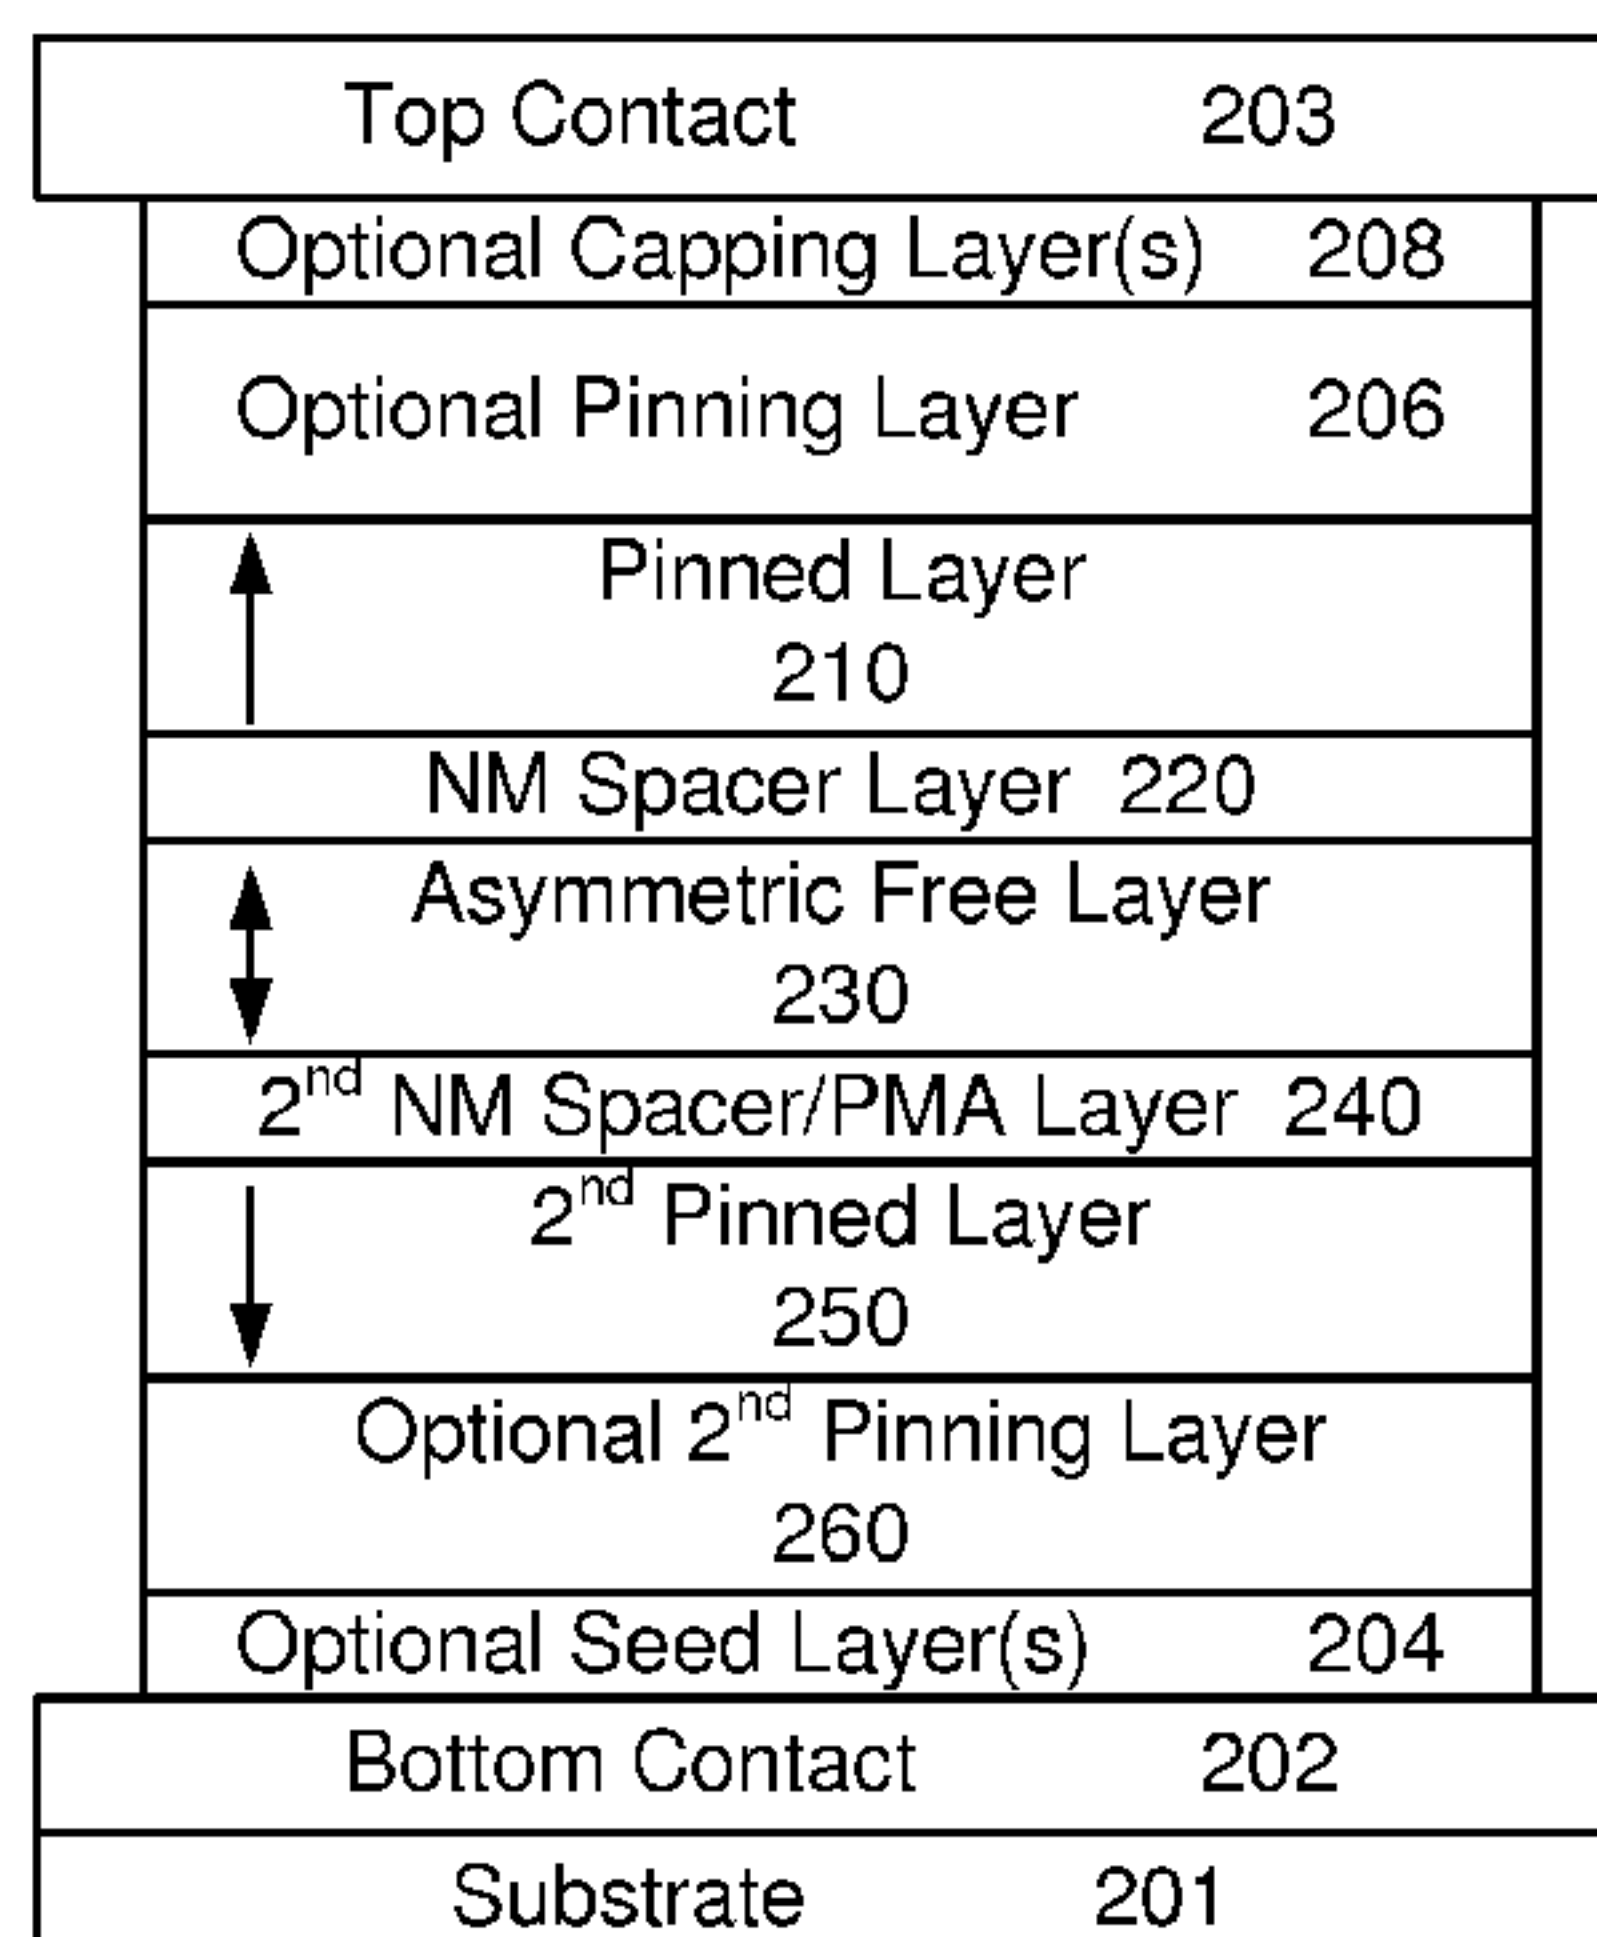 Top Contact 203
Optional Capping Layer(s) 208
Optional Pinning Layer 206
Pinned Layer
210
NM Spacer Layer 220
Asymmetric Free Layer
230
2nd NM Spacer/PMA Layer 240
2nd Pinned Layer
250
Optional 2nd Pinning Layer
260
Optional Seed Layer(s) 204
Bottom Contact 202
Substrate 201